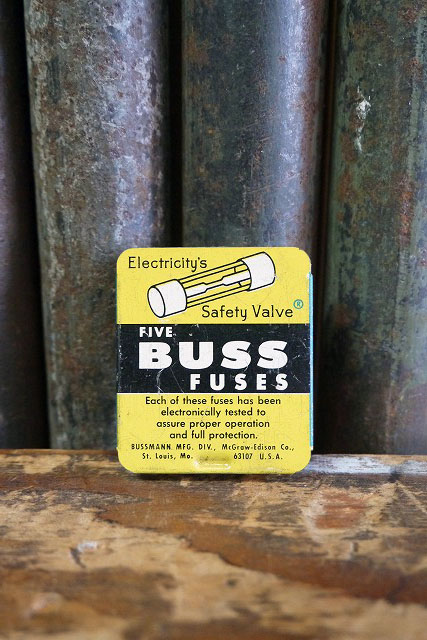 Electricity's
Safety Valve®
FIVE
BUSS
FUSES
Each of these fuses has been
electronically tested to
assure proper operation
and full protection.
BUSSMANN MFG. DIV., McGraw-Edison Co.,
St. Louis, Mo. 63107 U.S.A.